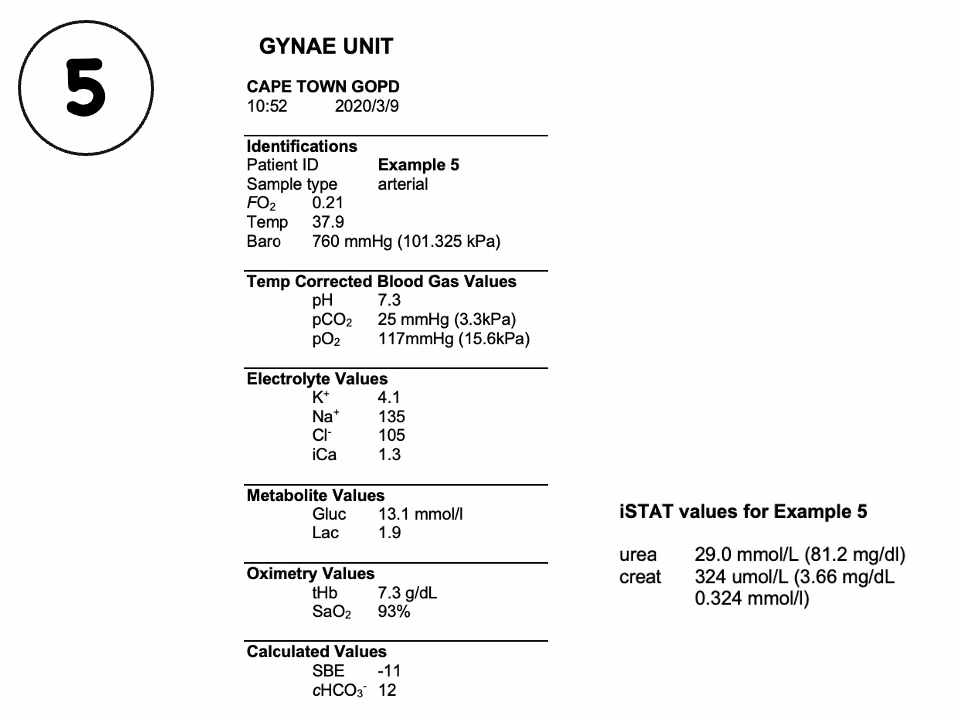 5
GYNAE UNIT
CAPE TOWN GOPD
10:52 2020/3/9
Identifications
Patient ID Example 5
Sample type arterial
FO₂ 0.21
Temp 37.9
Baro 760 mmHg (101.325 kPa)
Temp Corrected Blood Gas Values
pH 7.3
pCO₂ 25 mmHg (3.3kPa)
pO₂ 117mmHg (15.6kPa)
Electrolyte Values
K⁺ 4.1
Na⁺ 135
Cl⁻ 105
iCa 1.3
Metabolite Values
Gluc 13.1 mmol/l
Lac 1.9
Oximetry Values
tHb 7.3 g/dL
SaO₂ 93%
Calculated Values
SBE -11
cHCO₃⁻ 12
iSTAT values for Example 5
urea 29.0 mmol/L (81.2 mg/dl)
creat 324 umol/L (3.66 mg/dL
0.324 mmol/l)